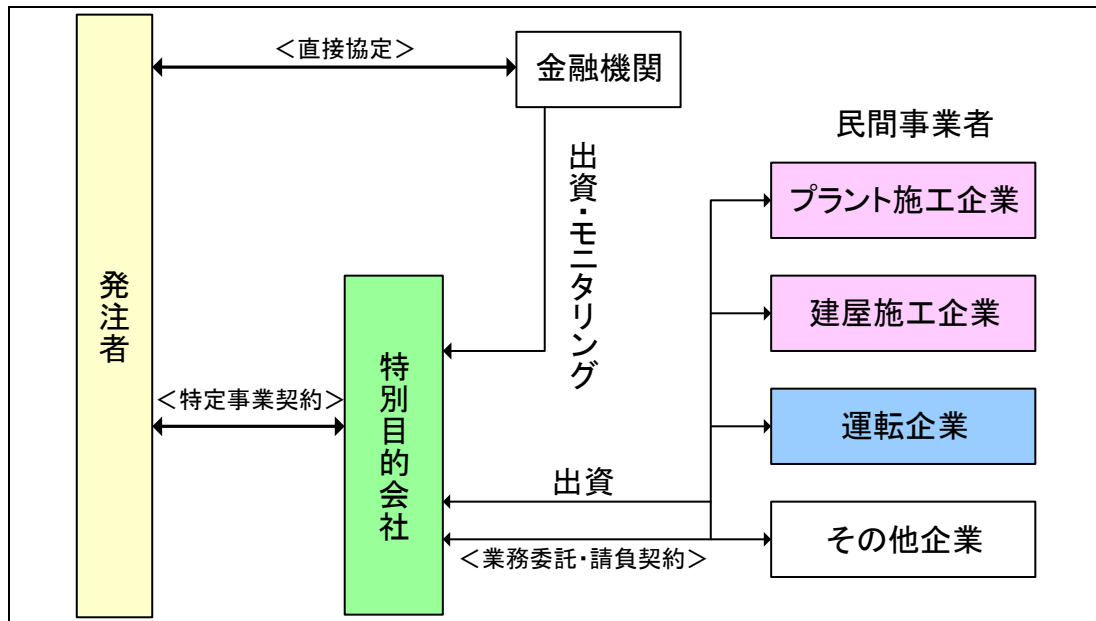 ＜直接協定＞
金融機関
民間事業者
出資・モニタリング
プラント施工企業
発注者
建屋施工企業
特別目的会社
＜特定事業契約＞
運転企業
出資
その他企業
＜業務委託・請負契約＞